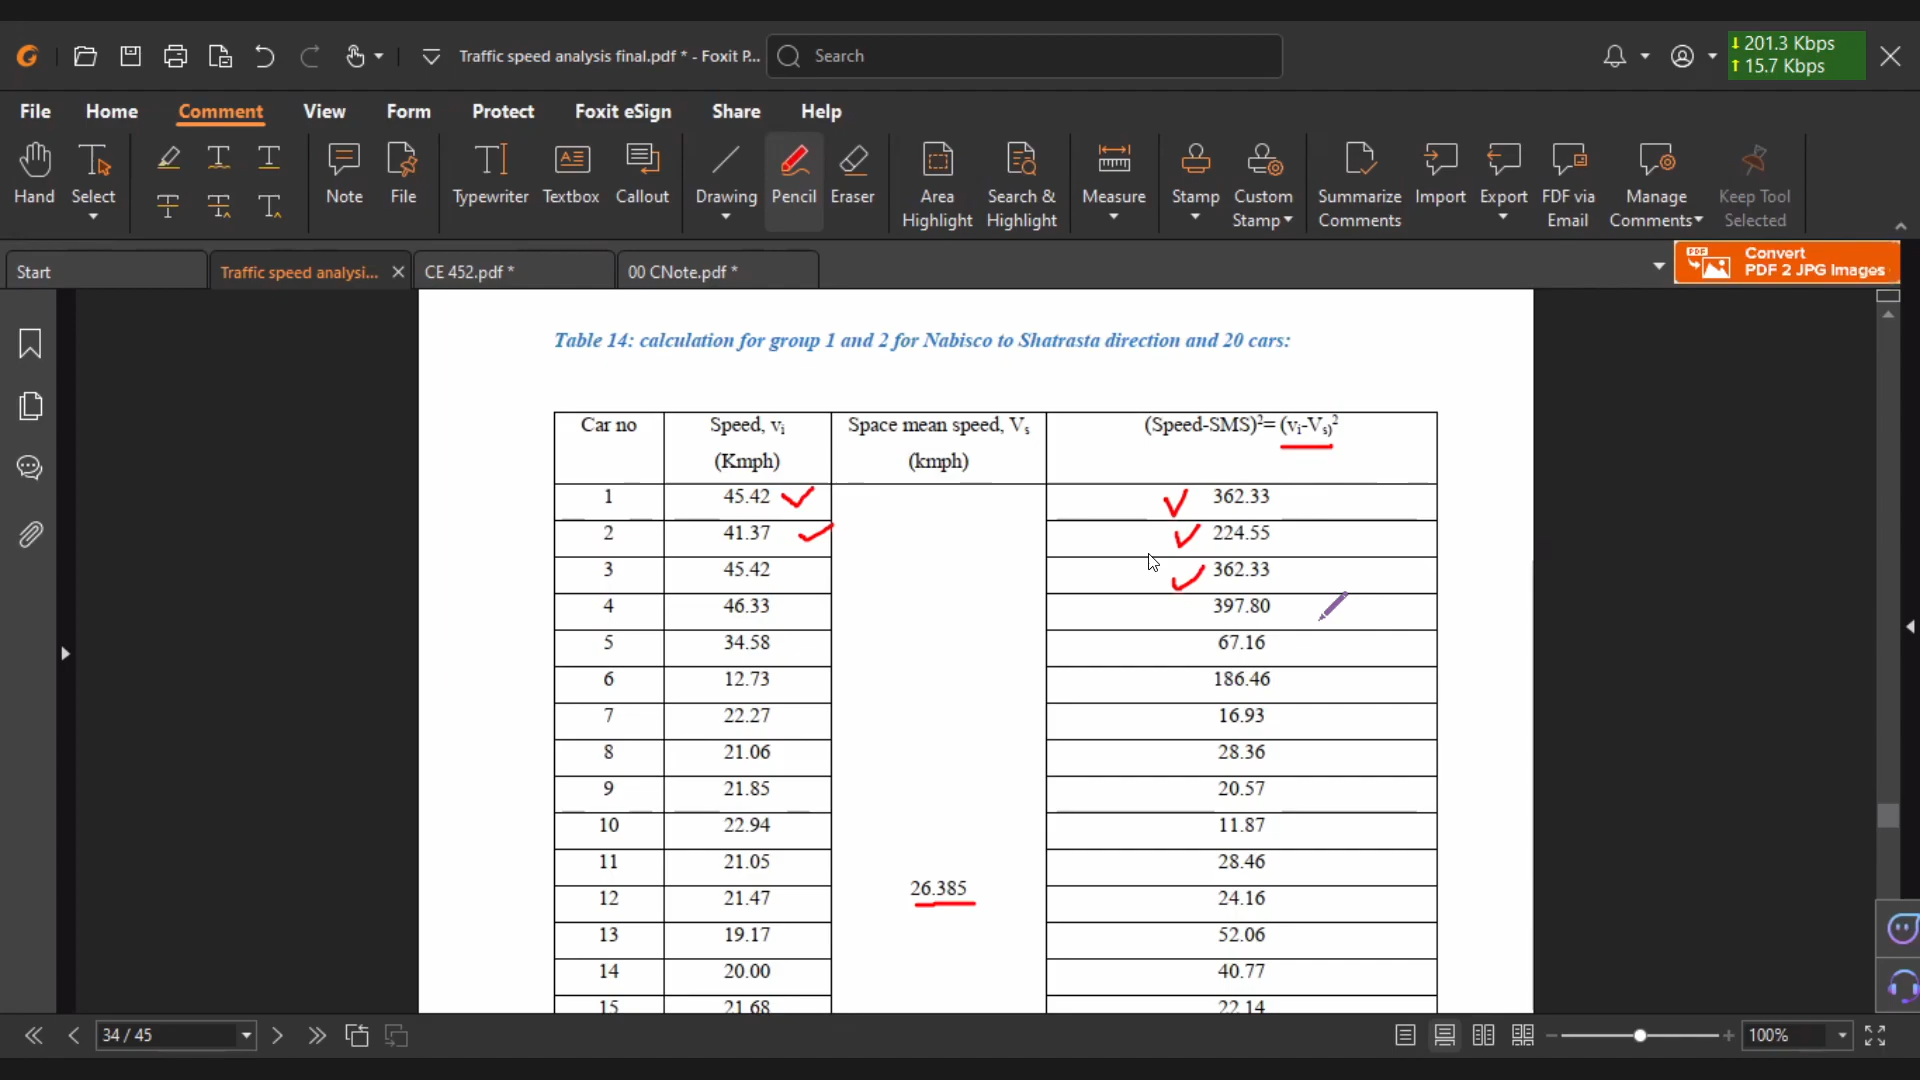 Traffic speed analysis final.pdf * - Foxit P...
Search
201.3 Kbps
15.7 Kbps
File Home Comment View Form Protect Foxit eSign Share Help
Hand Select Note File Typewriter Textbox Callout Drawing Pencil Eraser Area Highlight Search & Highlight Measure Stamp Custom Stamp Summarize Comments Import Export FDF via Email Manage Comments Keep Tool Selected
Start Traffic speed analysi... CE 452.pdf * 00 CNote.pdf *
PDF Convert
PDF 2 JPG Images
Table 14: calculation for group 1 and 2 for Nabisco to Shatrasta direction and 20 cars:
Car no Speed, vi (Kmph) Space mean speed, Vs (kmph) (Speed-SMS)²= (vi-Vs)²
1 45.42 362.33
2 41.37 224.55
3 45.42 362.33
4 46.33 397.80
5 34.58 67.16
6 12.73 186.46
7 22.27 16.93
8 21.06 28.36
9 21.85 20.57
10 22.94 11.87
11 21.05 28.46
26.385
12 21.47 24.16
13 19.17 52.06
14 20.00 40.77
15 21.68 22.14
34 / 45
100%